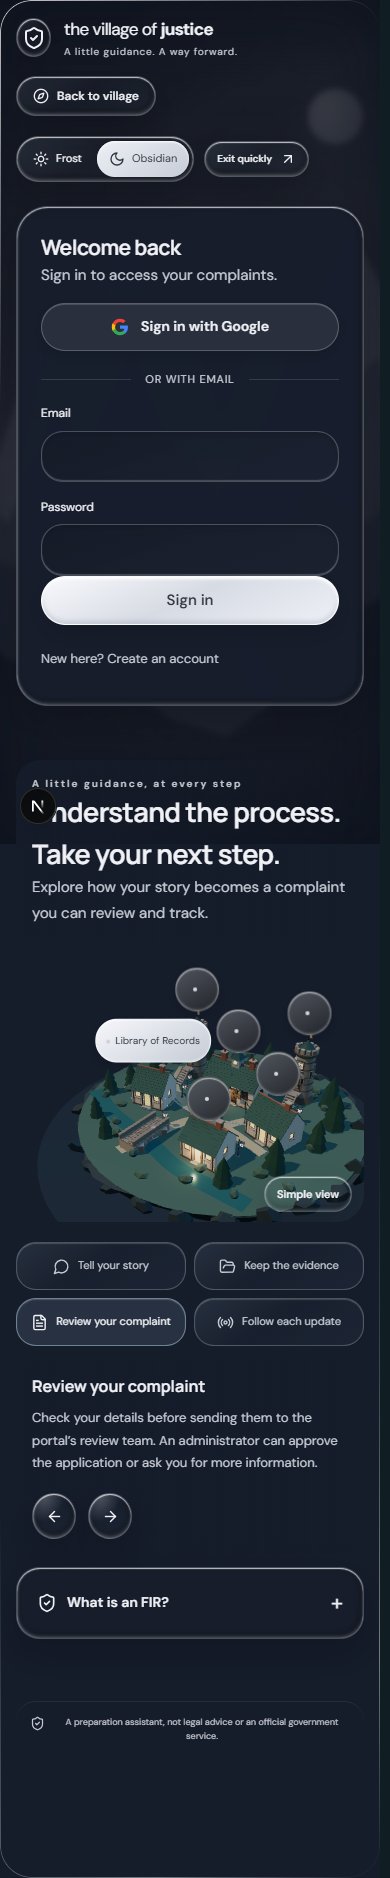 the village of justice
A little guidance. A way forward.
Back to village
Frost
Obsidian
Exit quickly
Welcome back
Sign in to access your complaints.
Sign in with Google
OR WITH EMAIL
Email
Password
Sign in
New here? Create an account
A little guidance, at every step
N
nderstand the process.
Take your next step.
Explore how your story becomes a complaint
you can review and track.
Library of Records
Simple view
Tell your story
Keep the evidence
Review your complaint
Follow each update
Review your complaint
Check your details before sending them to the
portal's review team. An administrator can approve
the application or ask you for more information.
What is an FIR?
+
A preparation assistant, not legal advice or an official government
service.